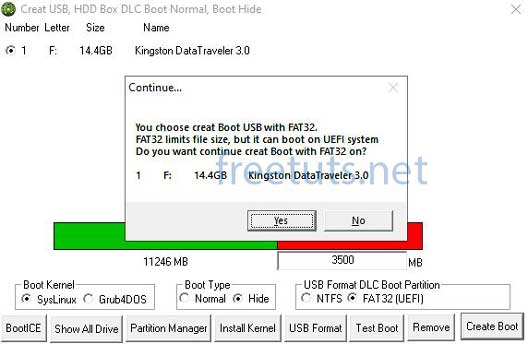 Creat USB, HDD Box DLC Boot Normal, Boot Hide
Number Letter Size Name
1 F: 14.4GB Kingston DataTraveler 3.0
Continue...
You choose creat Boot USB with FAT32.
FAT32 limits file size, but it can boot on UEFI system
Do you want continue creat Boot with FAT32 on?
1 F: 14.4GB Kingston DataTraveler 3.0
freetuts.net
Yes No
11246 MB 3500 MB
Boot Kernel Boot Type USB Format DLC Boot Partition
SysLinux Grub4DOS Normal Hide NTFS FAT32 (UEFI)
BootICE Show All Drive Partition Manager Install Kernel USB Format Test Boot Remove Create Boot